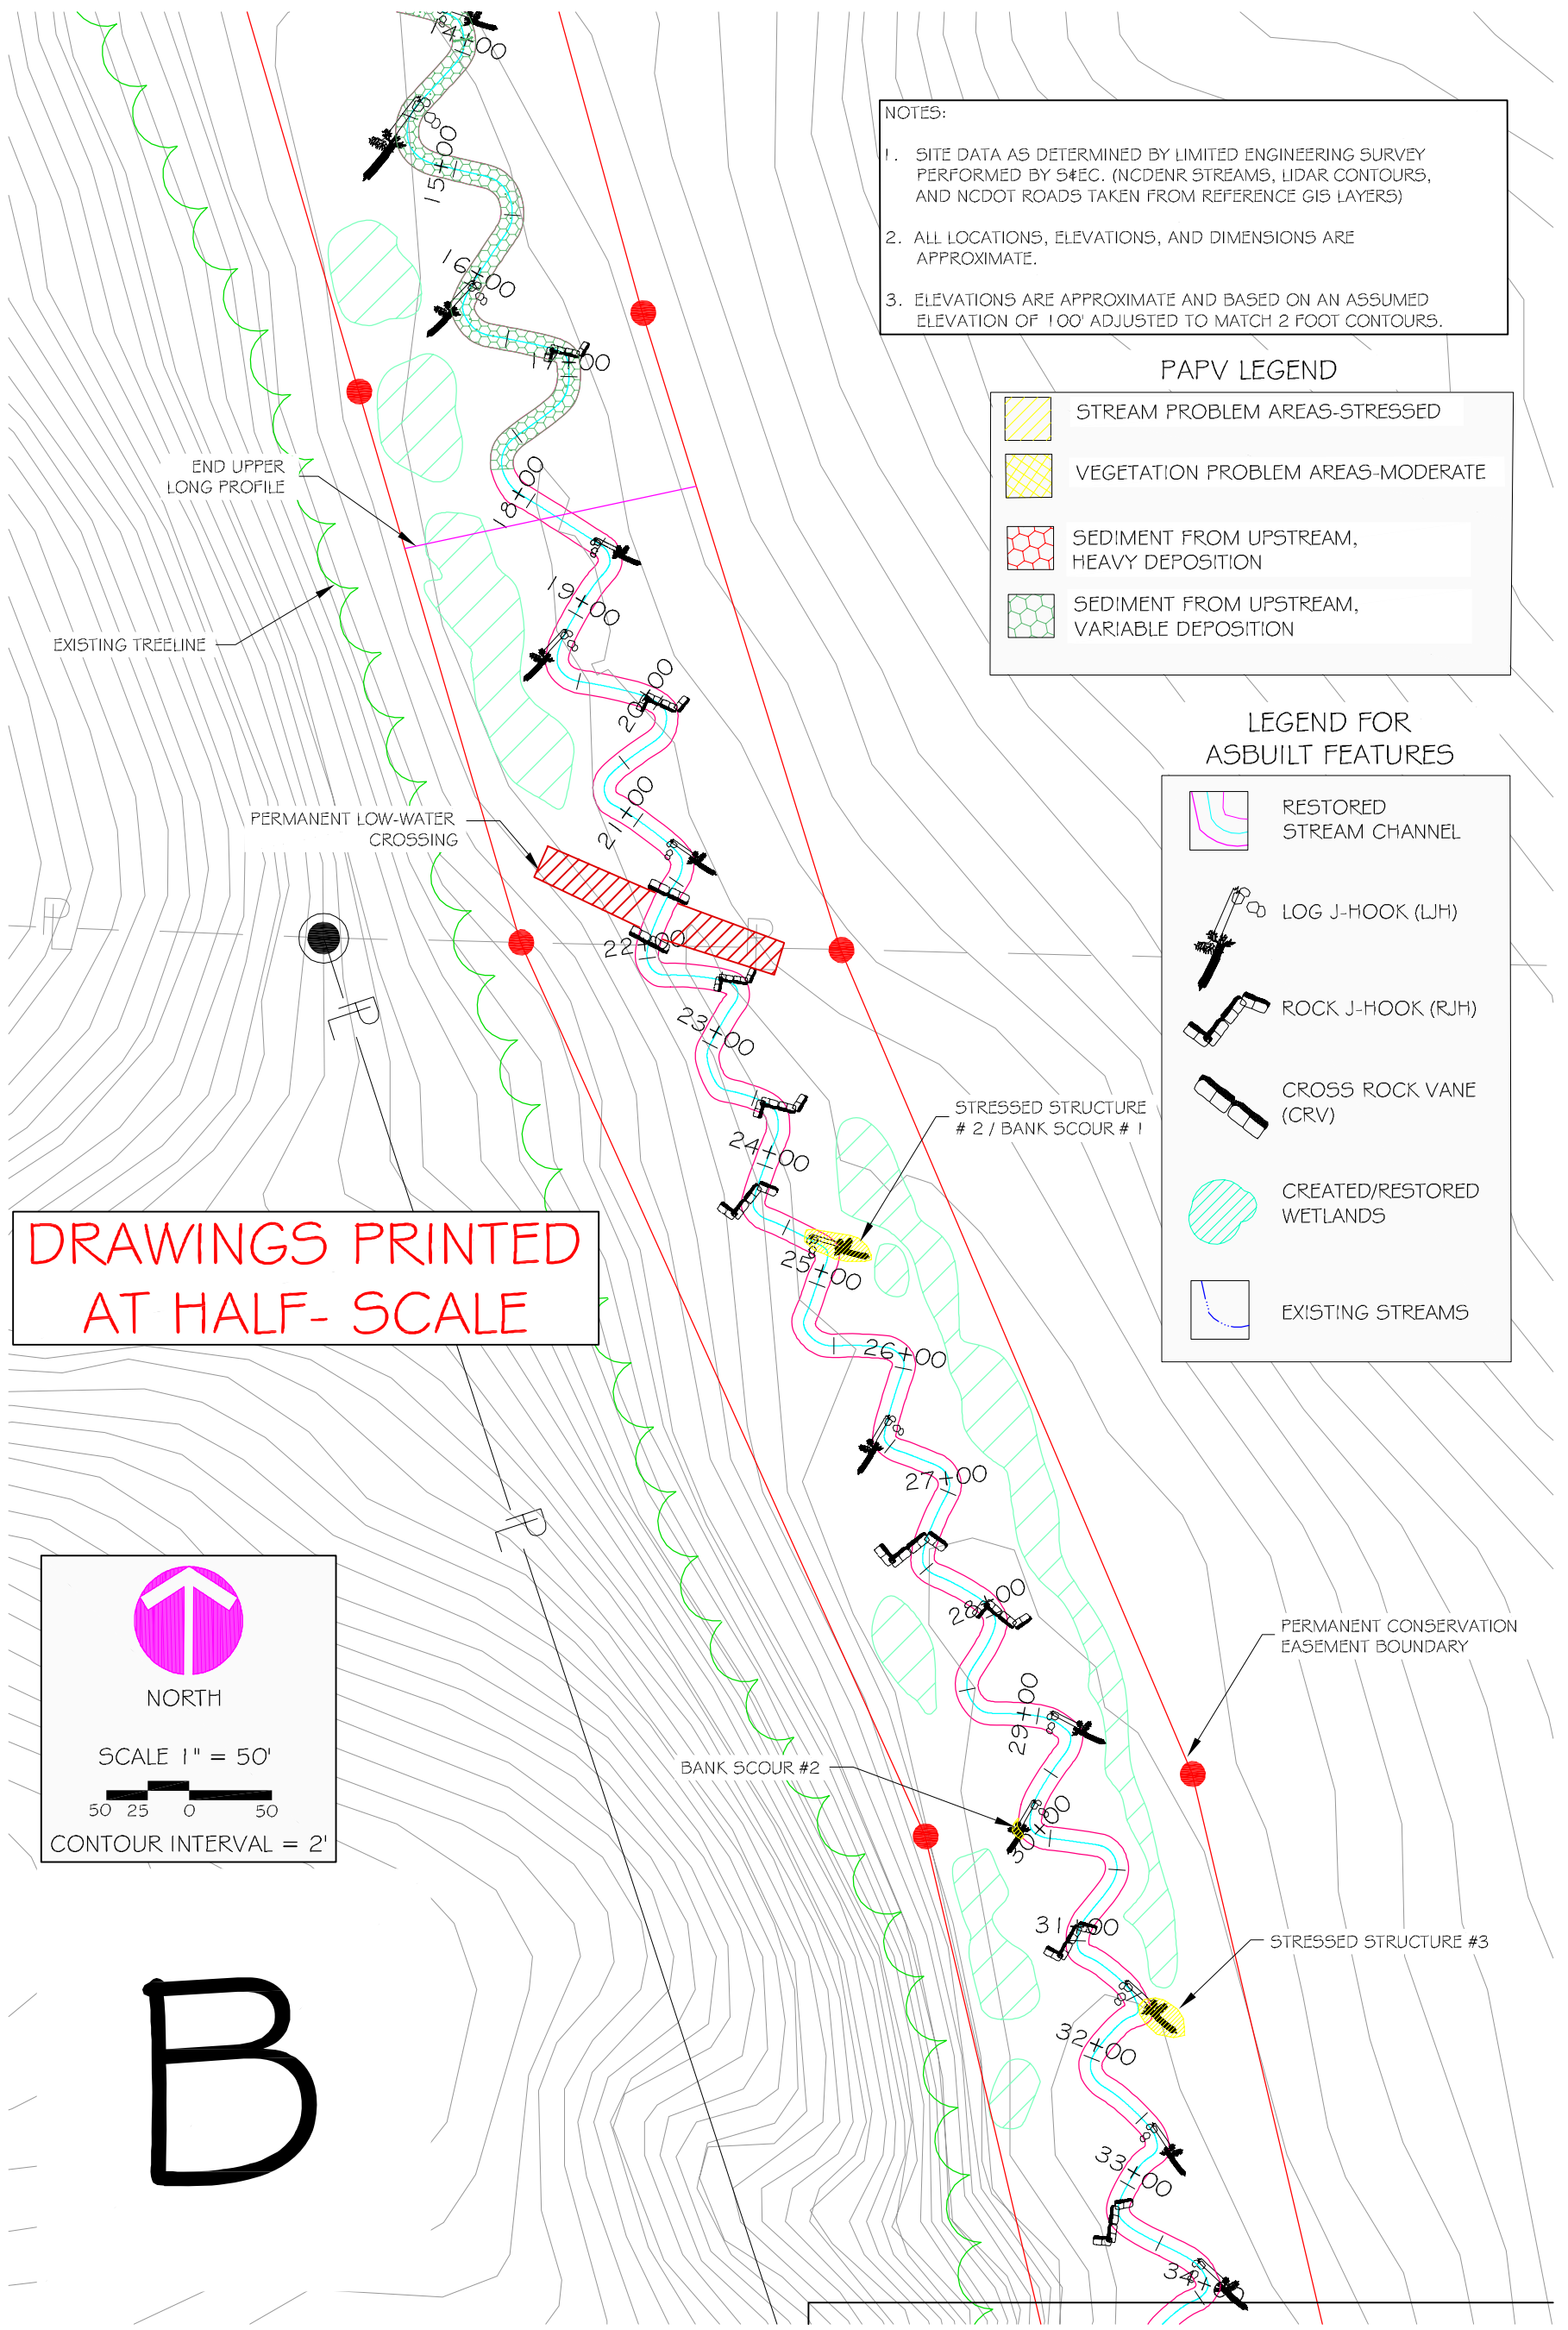 14+00
15+00
16+00
17+00
18+00
19+00
20+00
21+00
22+00
23+00
24+00
25+00
26+00
27+00
28+00
29+00
30+00
31+00
32+00
33+00
NOTES:
1. SITE DATA AS DETERMINED BY LIMITED ENGINEERING SURVEY
PERFORMED BY S&EC. (NCDENR STREAMS, LIDAR CONTOURS,
AND NCDOT ROADS TAKEN FROM REFERENCE GIS LAYERS)
2. ALL LOCATIONS, ELEVATIONS, AND DIMENSIONS ARE
APPROXIMATE.
3. ELEVATIONS ARE APPROXIMATE AND BASED ON AN ASSUMED
ELEVATION OF 100' ADJUSTED TO MATCH 2 FOOT CONTOURS.
PAPV LEGEND
STREAM PROBLEM AREAS-STRESSED
VEGETATION PROBLEM AREAS-MODERATE
SEDIMENT FROM UPSTREAM,
HEAVY DEPOSITION
SEDIMENT FROM UPSTREAM,
VARIABLE DEPOSITION
LEGEND FOR
ASBUILT FEATURES
RESTORED
STREAM CHANNEL
LOG J-HOOK (LJH)
ROCK J-HOOK (RJH)
CROSS ROCK VANE
(CRV)
CREATED/RESTORED
WETLANDS
EXISTING STREAMS
END UPPER
LONG PROFILE
EXISTING TREELINE
PERMANENT LOW-WATER
CROSSING
PL
PL
PL
STRESSED STRUCTURE
# 2 / BANK SCOUR # 1
DRAWINGS PRINTED
AT HALF- SCALE
NORTH
SCALE 1" = 50'
50 25 0 50
CONTOUR INTERVAL = 2'
PERMANENT CONSERVATION
EASEMENT BOUNDARY
BANK SCOUR #2
STRESSED STRUCTURE #3
B